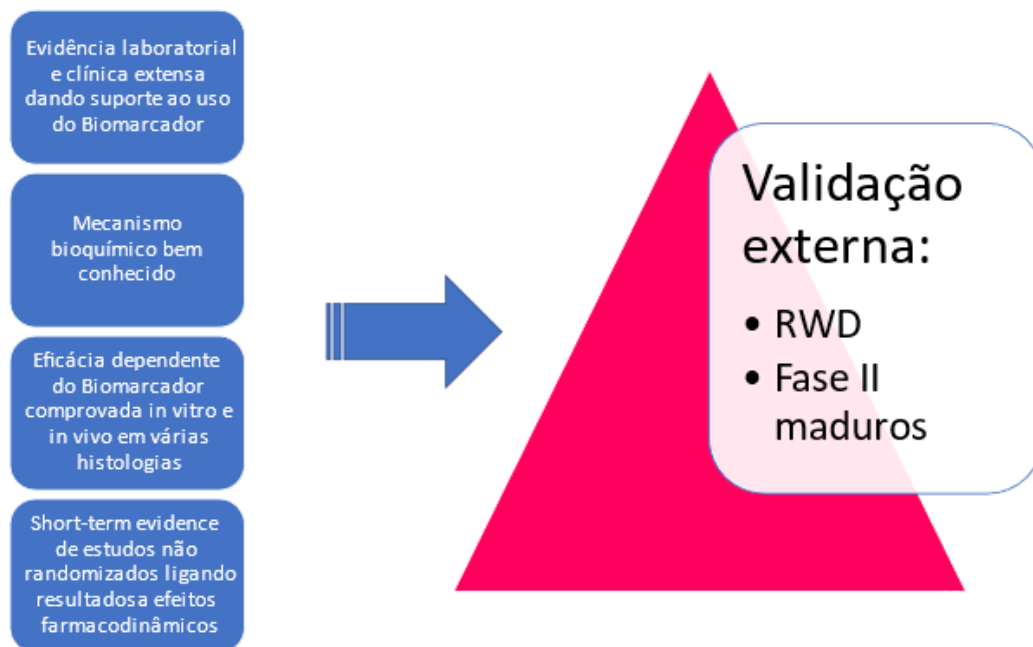 Evidência laboratorial
e clínica extensa
dando suporte ao uso
do Biomarcador
Mecanismo
bioquímico bem
conhecido
Eficácia dependente
do Biomarcador
comprovada in vitro e
in vivo em várias
histologias
Short-term evidence
de estudos não
randomizados ligando
resultadosa efeitos
farmacodinâmicos
Validação
externa:
• RWD
• Fase II
maduros